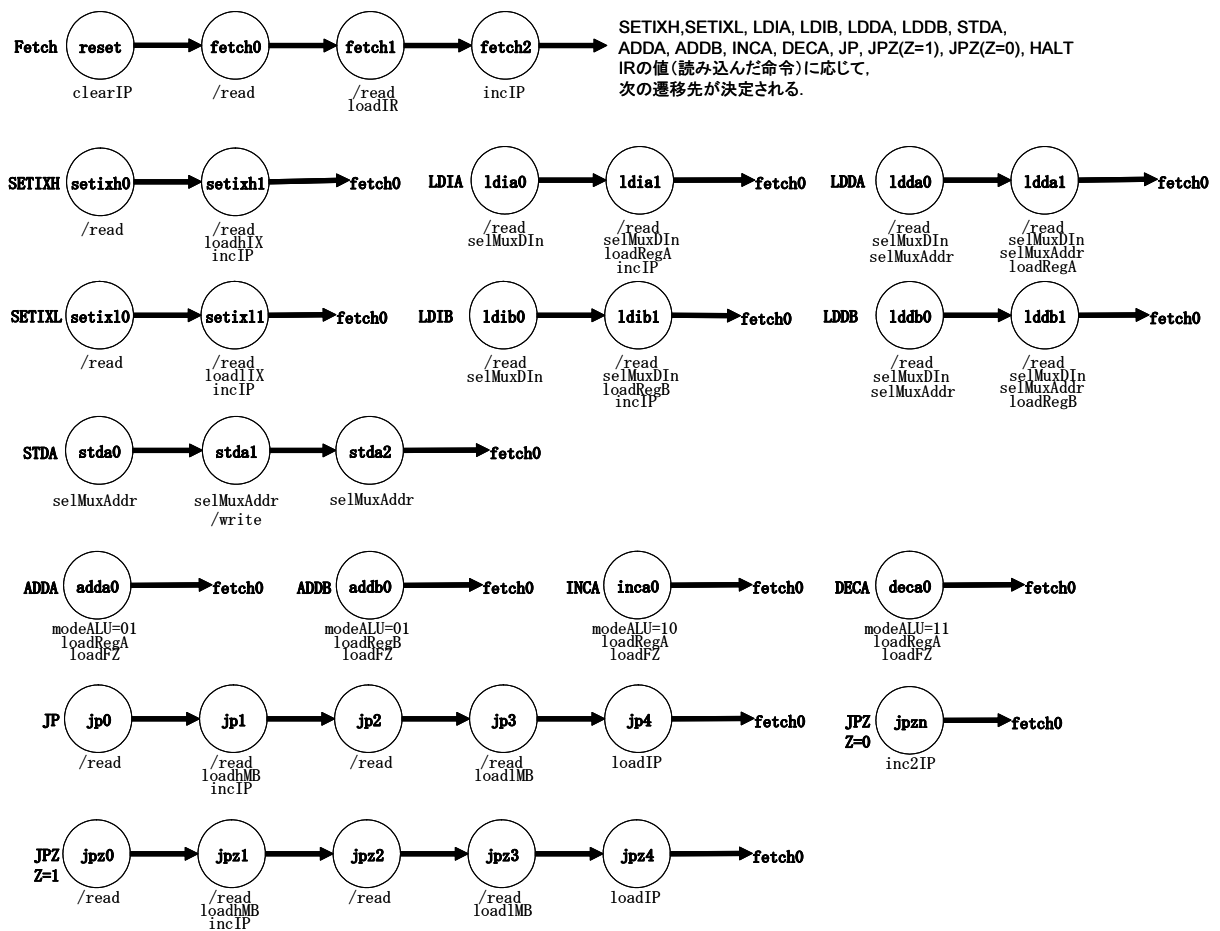 Fetch reset fetch0 fetch1 fetch2
SETIXH,SETIXL, LDIA, LDIB, LDDA, LDDB, STDA,
ADDA, ADDB, INCA, DECA, JP, JPZ(Z=1), JPZ(Z=0), HALT
IRの値(読み込んだ命令)に応じて,
次の遷移先が決定される.
clearIP /read /read incIP
loadIR
SETIXH setixh0 setixh1 fetch0 LDIA ldia0 ldia1 fetch0 LDDA ldda0 ldda1 fetch0
/read /read /read /read /read /read
loadhIX selMuxDIn selMuxDIn selMuxDIn selMuxDIn
incIP loadRegA selMuxAddr selMuxAddr
incIP loadRegA
SETIXL setixl0 setixl1 fetch0 LDIB ldib0 ldib1 fetch0 LDDB lddb0 lddb1 fetch0
/read /read /read /read /read /read
loadlIX selMuxDIn selMuxDIn selMuxDIn selMuxDIn
incIP loadRegB selMuxAddr selMuxAddr
incIP loadRegB
STDA stda0 stda1 stda2 fetch0
selMuxAddr selMuxAddr selMuxAddr
/write
ADDA adda0 fetch0 ADDB addb0 fetch0 INCA inca0 fetch0 DECA deca0 fetch0
modeALU=01 modeALU=01 modeALU=10 modeALU=11
loadRegA loadRegB loadRegA loadRegA
loadFZ loadFZ loadFZ loadFZ
JP jp0 jp1 jp2 jp3 jp4 fetch0 JPZ jpzn fetch0
Z=0
/read /read /read /read loadIP inc2IP
loadhMB loadlMB
incIP
JPZ jpz0 jpz1 jpz2 jpz3 jpz4 fetch0
Z=1
/read /read /read /read loadIP
loadhMB loadlMB
incIP